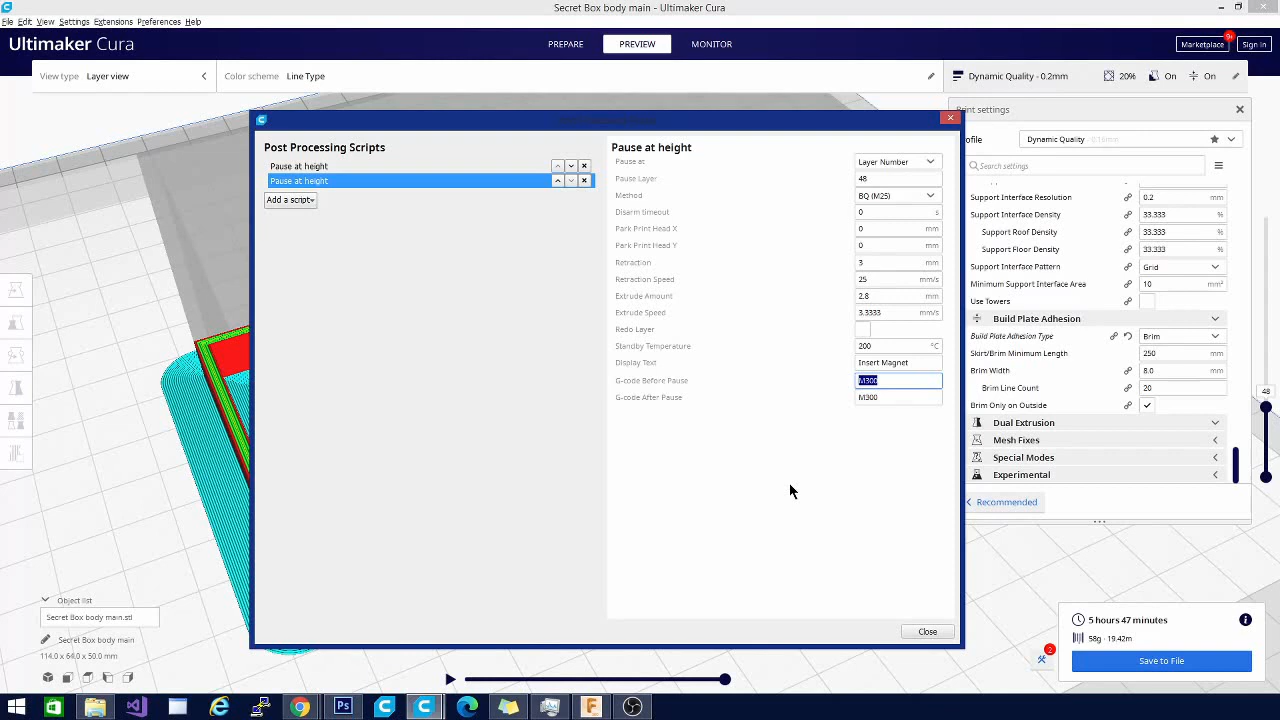 Secret Box body main - Ultimaker Cura
File Edit View Settings Extensions Preferences Help
Ultimaker Cura
PREPARE
PREVIEW
MONITOR
Marketplace
9+
Sign in
View type Layer view
Color scheme Line Type
Dynamic Quality - 0.2mm
20%
On
On
Print settings
ofile
Dynamic Quality 0.16mm
Search settings
Post Processing Scripts
Pause at height
Pause at height
Add a script
Pause at height
Pause at Layer Number
Pause Layer 48
Method BQ (M25)
Disarm timeout 0 s
Park Print Head X 0 mm
Park Print Head Y 0 mm
Retraction 3 mm
Retraction Speed 25 mm/s
Extrude Amount 2.8 mm
Extrude Speed 3.3333 mm/s
Redo Layer
Standby Temperature 200 °C
Display Text Insert Magnet
G-code Before Pause M300
G-code After Pause M300
Close
Support Interface Resolution 0.2 mm
Support Interface Density 33.333 %
Support Roof Density 33.333 %
Support Floor Density 33.333 %
Support Interface Pattern Grid
Minimum Support Interface Area 10 mm²
Use Towers
Build Plate Adhesion
Build Plate Adhesion Type Brim
Skirt/Brim Minimum Length 250 mm
Brim Width 8.0 mm
Brim Line Count 20
Brim Only on Outside
Dual Extrusion
Mesh Fixes
Special Modes
Experimental
Recommended
48
Object list
Secret Box body main.stl
Secret Box body main
114.0 x 64.0 x 50.0 mm
5 hours 47 minutes
58g · 19.42m
2
Save to File
Ps
F